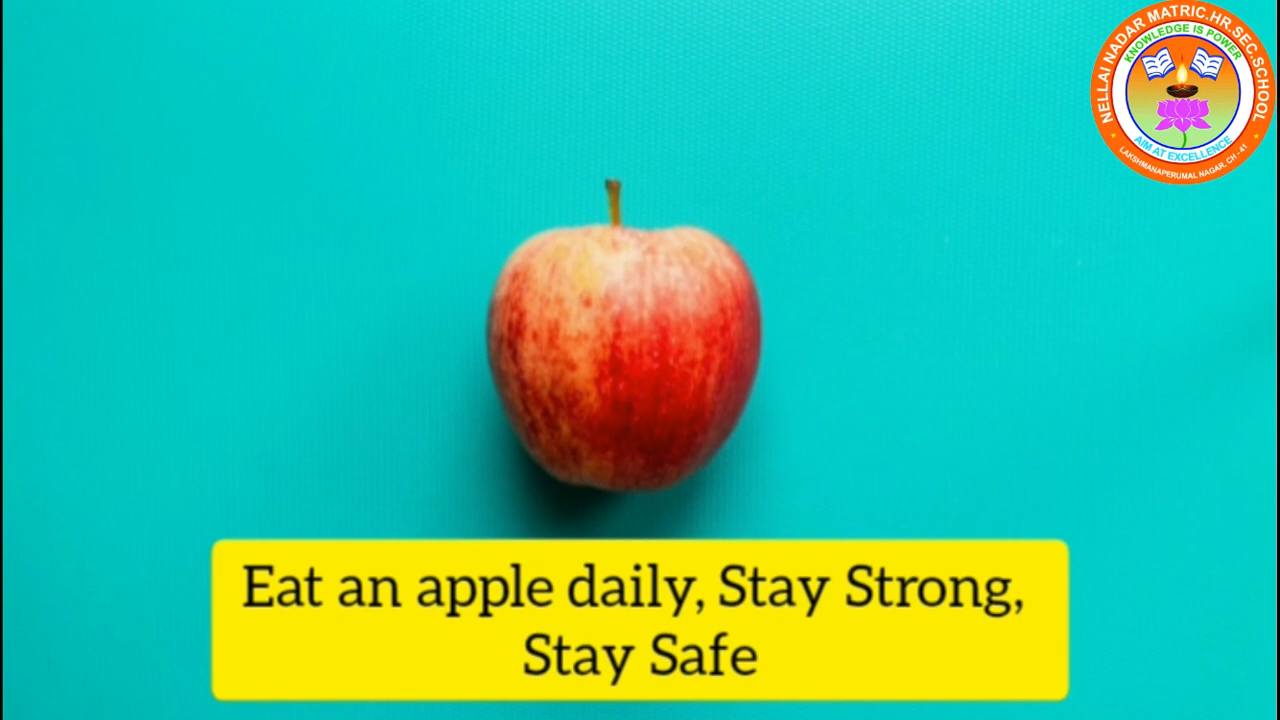 NELLAI NADAR MATRIC.HR.SEC.SCHOOL
KNOWLEDGE IS POWER
AIM AT EXCELLENCE
LAKSHMANAPERUMAL NAGAR, CH - 41
Eat an apple daily, Stay Strong,
Stay Safe